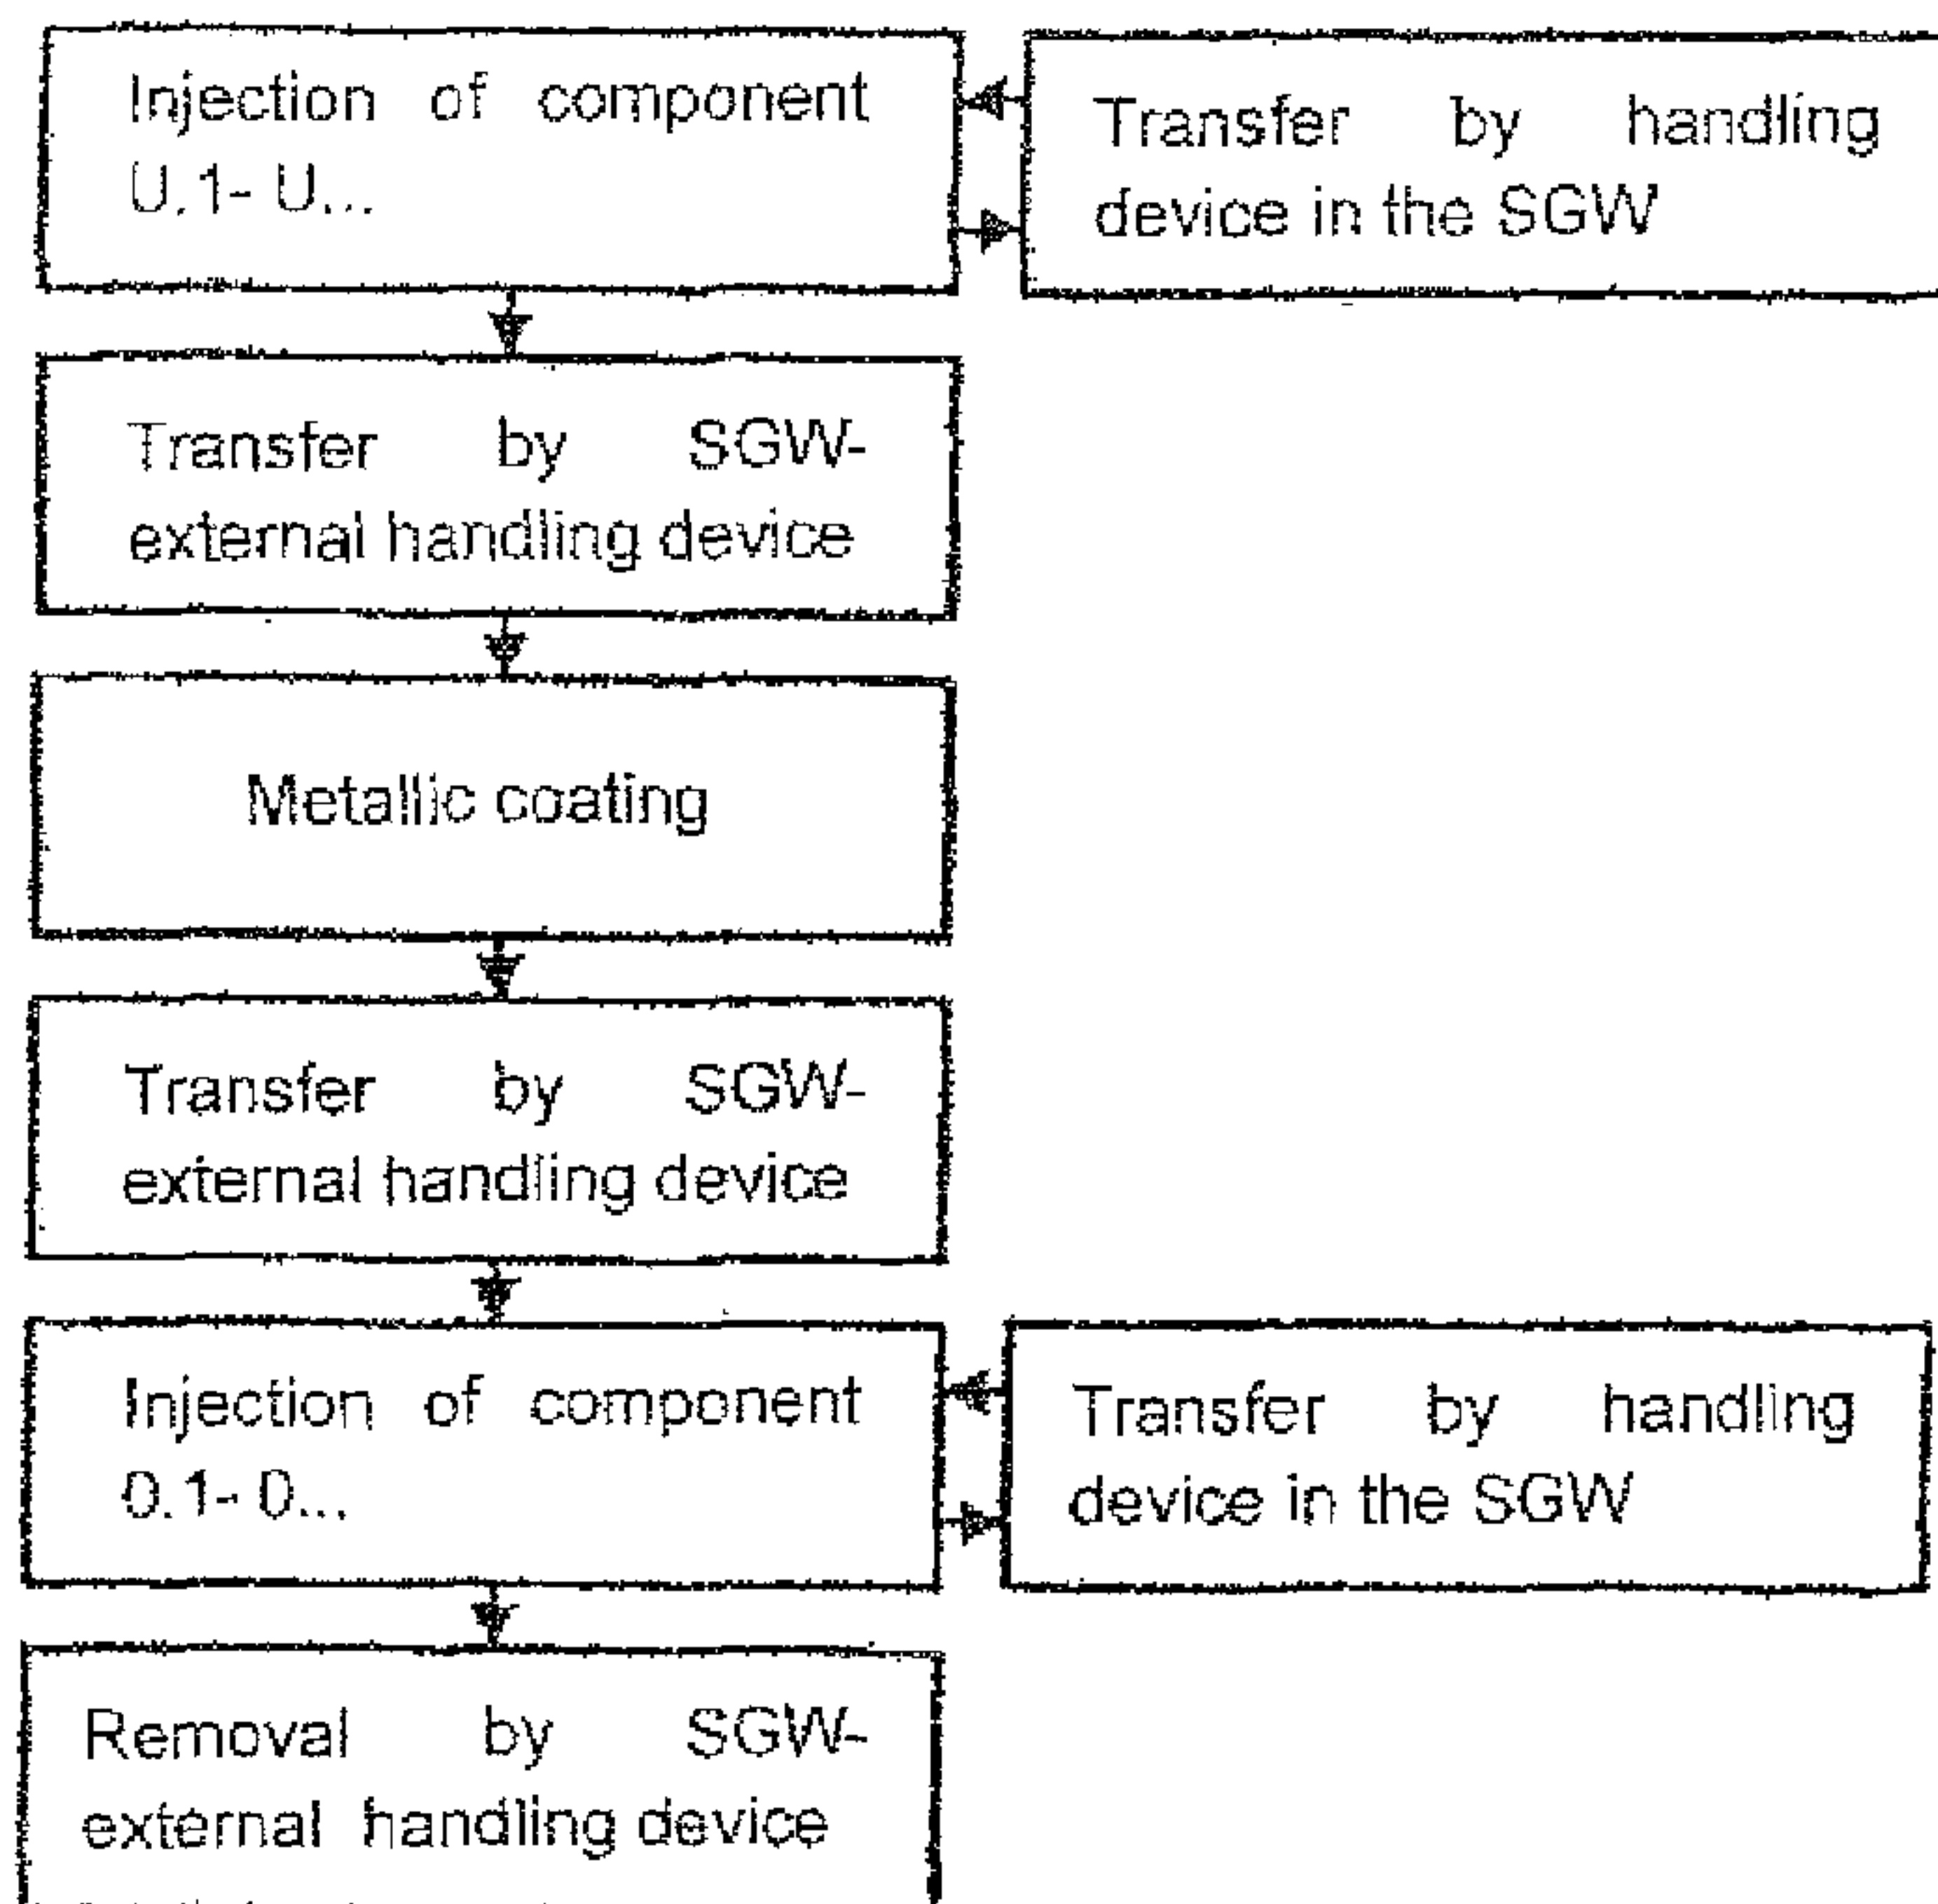 Injection of component
U.1- U...
Transfer by handling
device in the SGW
Transfer by SGW-
external handling device
Metallic coating
Transfer by SGW-
external handling device
Injection of component
0.1- 0...
Transfer by handling
device in the SGW
Removal by SGW-
external handling device